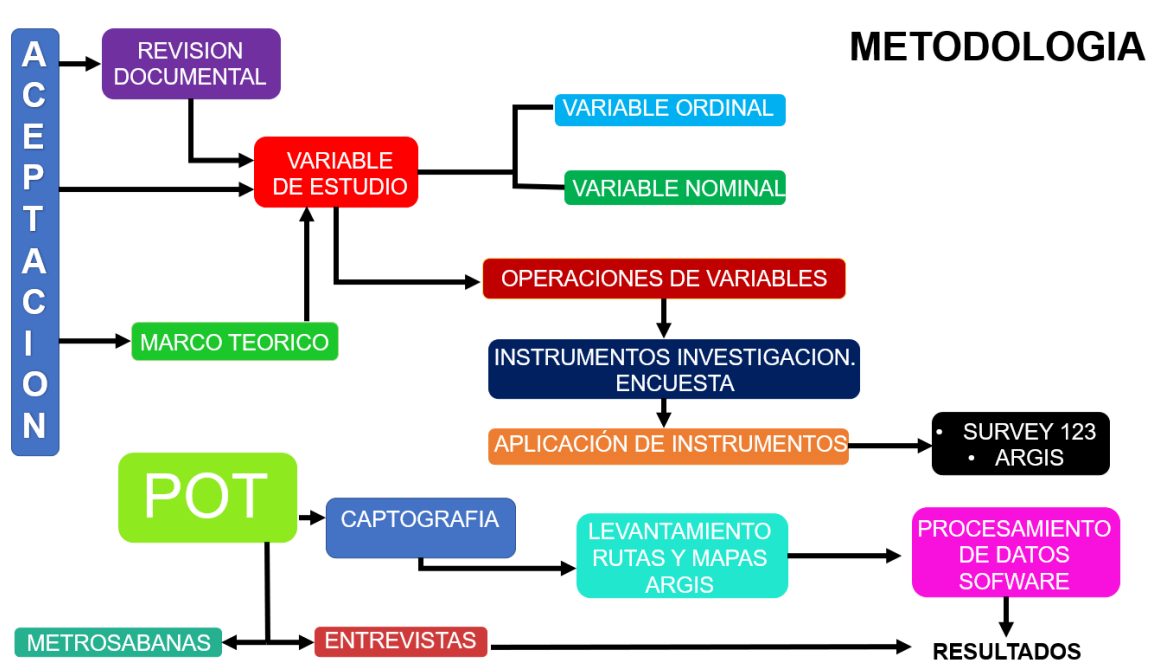 METODOLOGIA
ACEPTACION
REVISION
DOCUMENTAL
VARIABLE ORDINAL
VARIABLE
DE ESTUDIO
VARIABLE NOMINAL
OPERACIONES DE VARIABLES
MARCO TEORICO
INSTRUMENTOS INVESTIGACION.
ENCUESTA
APLICACIÓN DE INSTRUMENTOS
• SURVEY 123
• ARGIS
POT
CAPTOGRAFIA
LEVANTAMIENTO
RUTAS Y MAPAS
ARGIS
PROCESAMIENTO
DE DATOS
SOFWARE
METROSABANAS
ENTREVISTAS
RESULTADOS